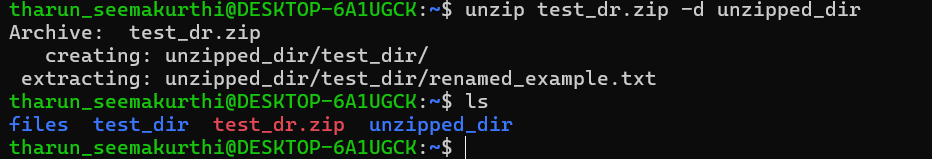 tharun_seemakurthi@DESKTOP-6A1UGCK:~$ unzip test_dr.zip -d unzipped_dir
Archive:  test_dr.zip
   creating: unzipped_dir/test_dir/
 extracting: unzipped_dir/test_dir/renamed_example.txt
tharun_seemakurthi@DESKTOP-6A1UGCK:~$ ls
files  test_dir  test_dr.zip  unzipped_dir
tharun_seemakurthi@DESKTOP-6A1UGCK:~$